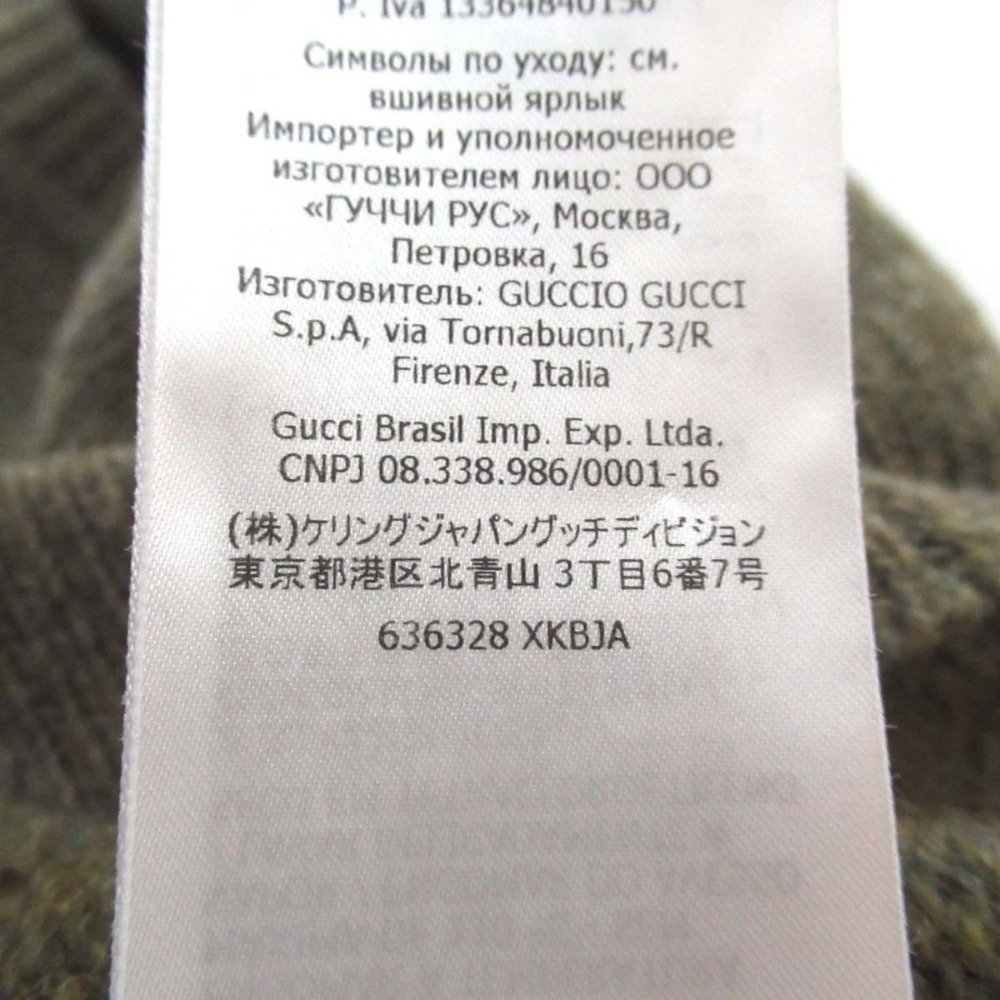 P. Iva 13364840150
Символы по уходу: см.
вшивной ярлык
Импортер и уполномоченное
изготовителем лицо: ООО
«ГУЧЧИ РУС», Москва,
Петровка, 16
Изготовитель: GUCCIO GUCCI
S.p.A, via Tornabuoni,73/R
Firenze, Italia
Gucci Brasil Imp. Exp. Ltda.
CNPJ 08.338.986/0001-16
(株)ケリングジャパングッチディビジョン
東京都港区北青山 3丁目6番7号
636328 XKBJA